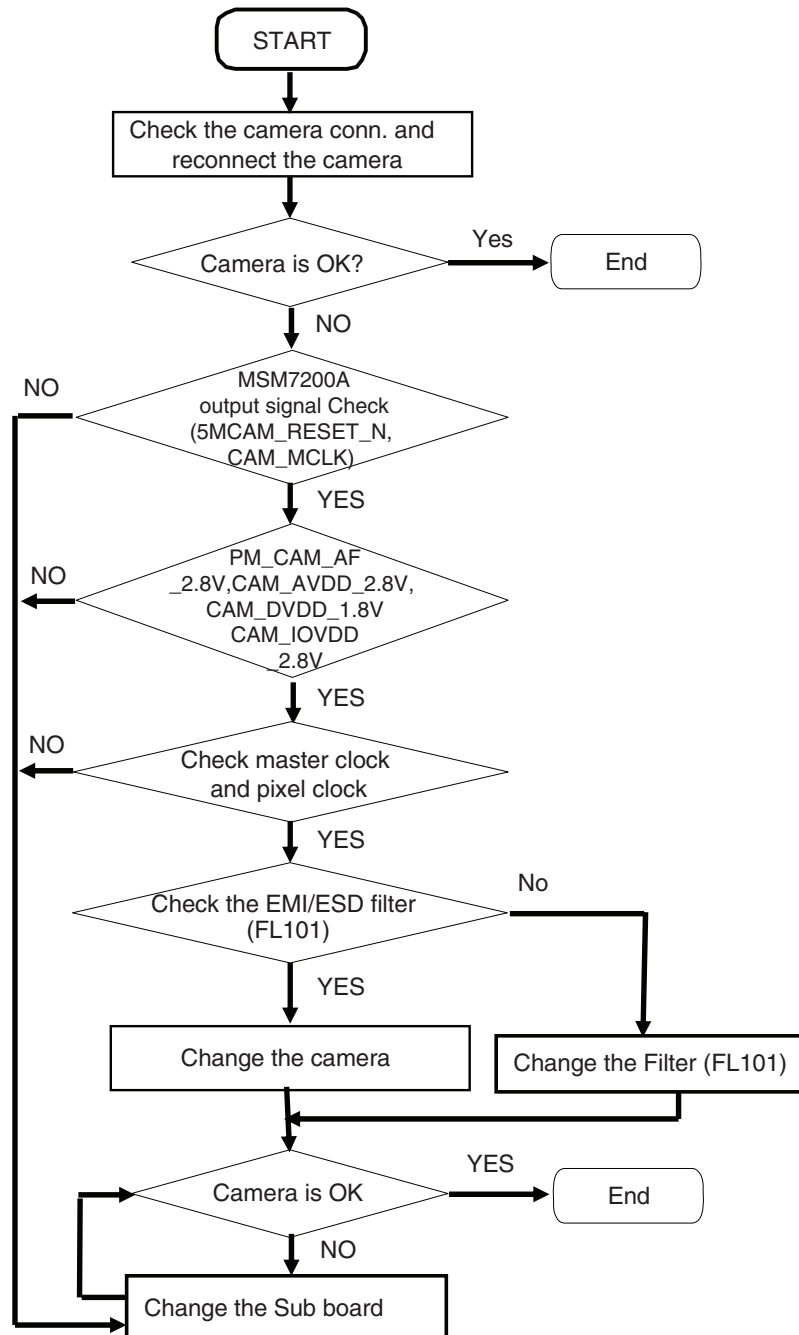 START
Check the camera conn. and
reconnect the camera
Camera is OK?
Yes
End
NO
MSM7200A
output signal Check
(5MCAM_RESET_N,
CAM_MCLK)
NO
YES
PM_CAM_AF
_2.8V,CAM_AVDD_2.8V,
CAM_DVDD_1.8V
CAM_IOVDD
_2.8V
NO
YES
Check master clock
and pixel clock
NO
YES
Check the EMI/ESD filter
(FL101)
No
YES
Change the camera
Change the Filter (FL101)
Camera is OK
YES
End
NO
Change the Sub board